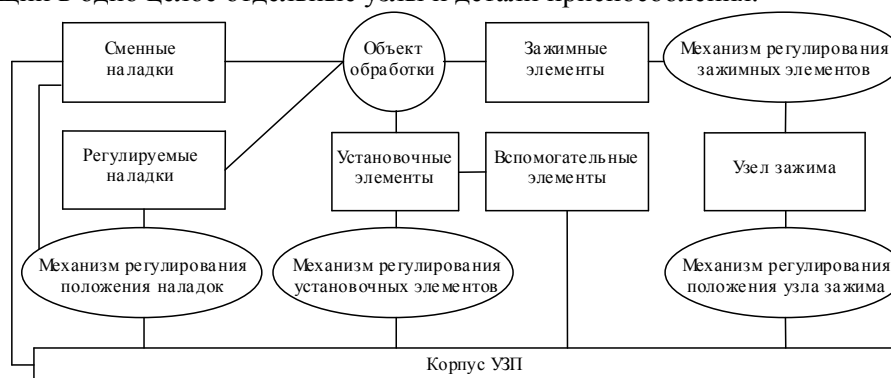 в одно целое отдельные узлы и детали приспособления.
Сменные
наладки
Объект
обработки
Зажимные
элементы
Механизм регулирования
зажимных элементов
Регулируемые
наладки
Установочные
элементы
Вспомогательные
элементы
Узел зажима
Механизм регулирования
положения наладок
Механизм регулирования
установочных элементов
Механизм регулирования
положения узла зажима
Корпус УЗП